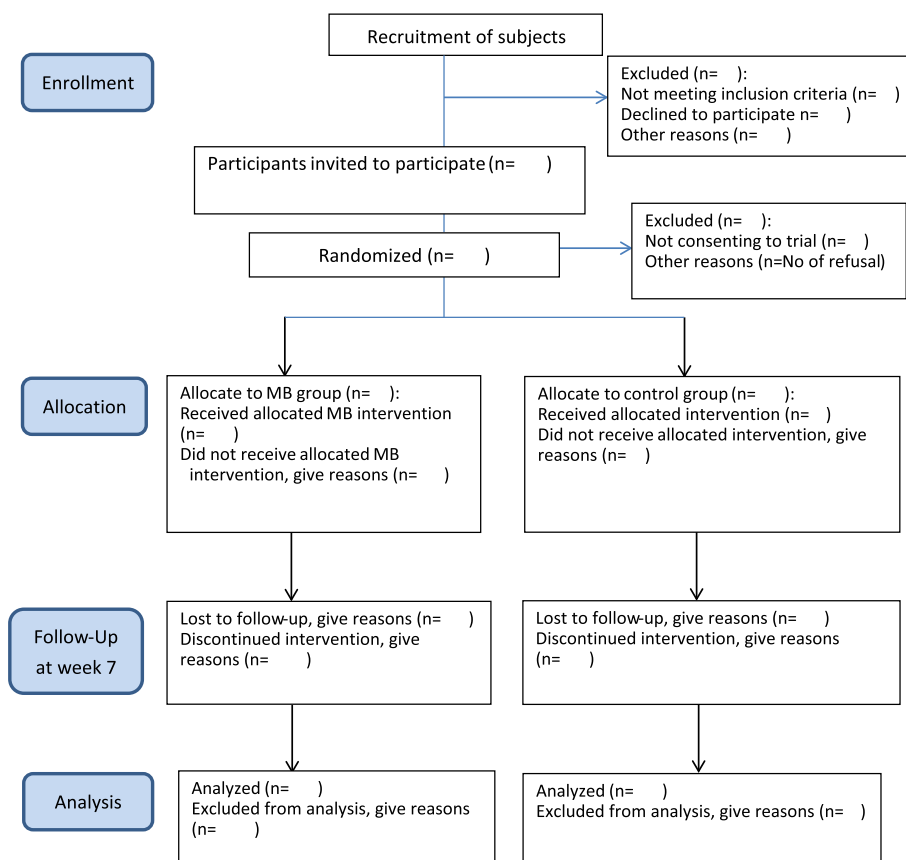 Recruitment of subjects
Enrollment
Excluded (n= ):
Not meeting inclusion criteria (n= )
Declined to participate n= )
Other reasons (n= )
Participants invited to participate (n= )
Excluded (n= ):
Not consenting to trial (n= )
Other reasons (n=No of refusal)
Randomized (n= )
Allocation
Allocate to MB group (n= ):
Received allocated MB intervention
(n= )
Did not receive allocated MB
intervention, give reasons (n= )
Allocate to control group (n= ):
Received allocated intervention (n= )
Did not receive allocated intervention, give
reasons (n= )
Follow-Up
at week 7
Lost to follow-up, give reasons (n= )
Discontinued intervention, give
reasons (n= )
Lost to follow-up, give reasons (n= )
Discontinued intervention, give reasons
(n= )
Analysis
Analyzed (n= )
Excluded from analysis, give reasons
(n= )
Analyzed (n= )
Excluded from analysis, give reasons (n= )